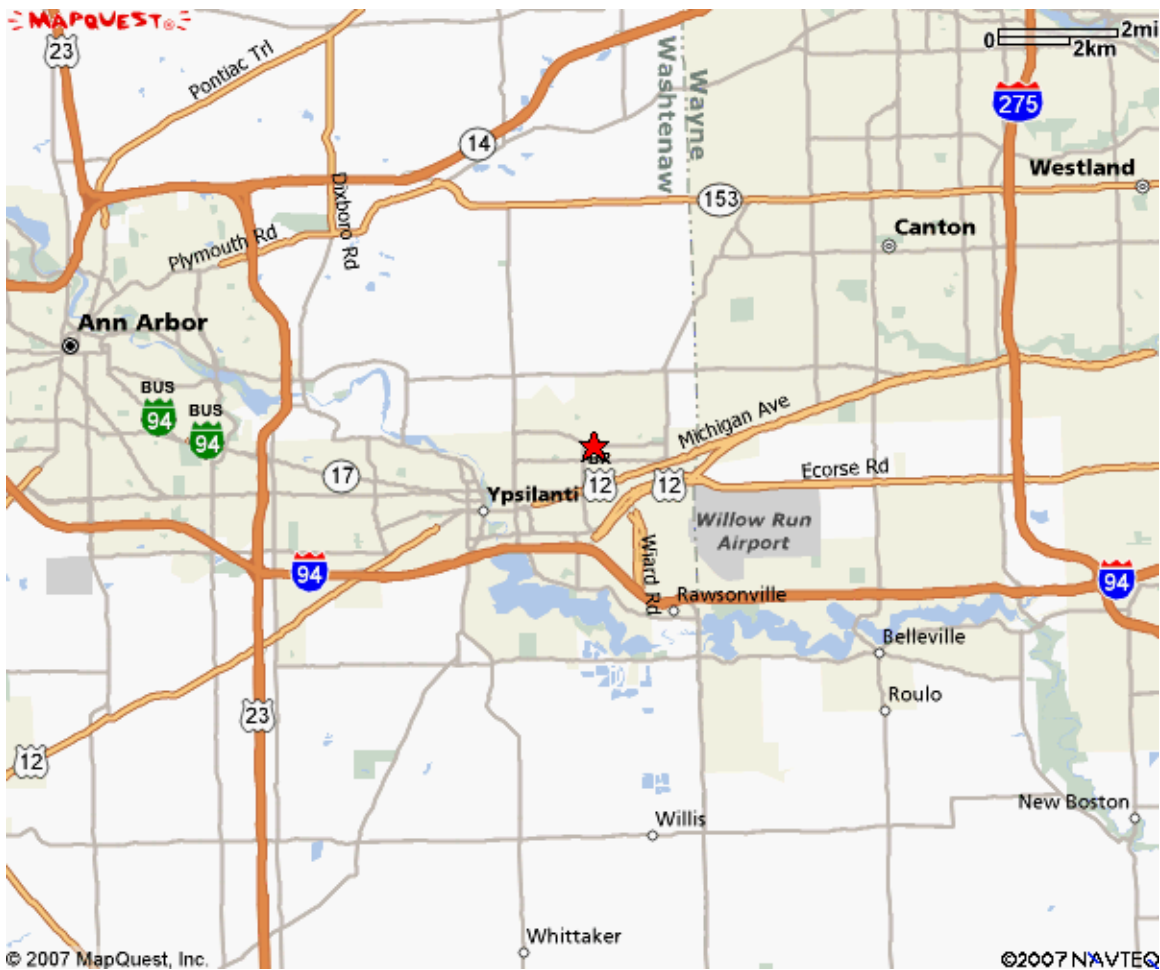 MAPQUEST®
2mi
0
2km
23
Pontiac Trl
14
Wayne
Washtenaw
275
Westland
153
Dixboro Rd
Plymouth Rd
Canton
Ann Arbor
BUS
94
BUS
94
Michigan Ave
17
Ypsilanti
12
12
Ecorse Rd
Willow Run
Airport
Wiard Rd
94
94
Rawsonville
Belleville
Roulo
23
12
New Boston
Willis
Whittaker
© 2007 MapQuest, Inc.
©2007 NAVTEQ